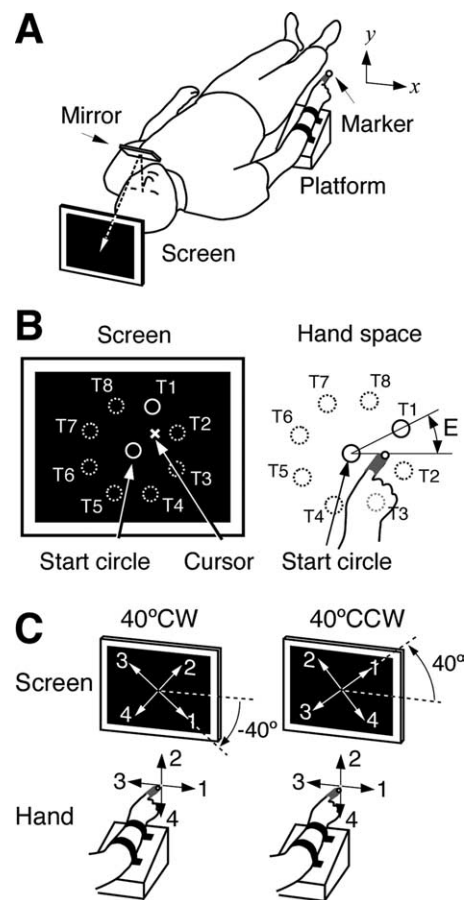 A
y
x
Mirror
Marker
Platform
Screen
B
Screen
Hand space
T8
T1
T7
T2
T6
T3
T5
T4
T7
T8
T6
T1
E
T5
T2
T4
T3
Start circle
Cursor
Start circle
C
40ºCW
40ºCCW
Screen
3
2
4
1
-40º
2
1
3
4
40º
Hand
2
3
1
4
2
3
1
4